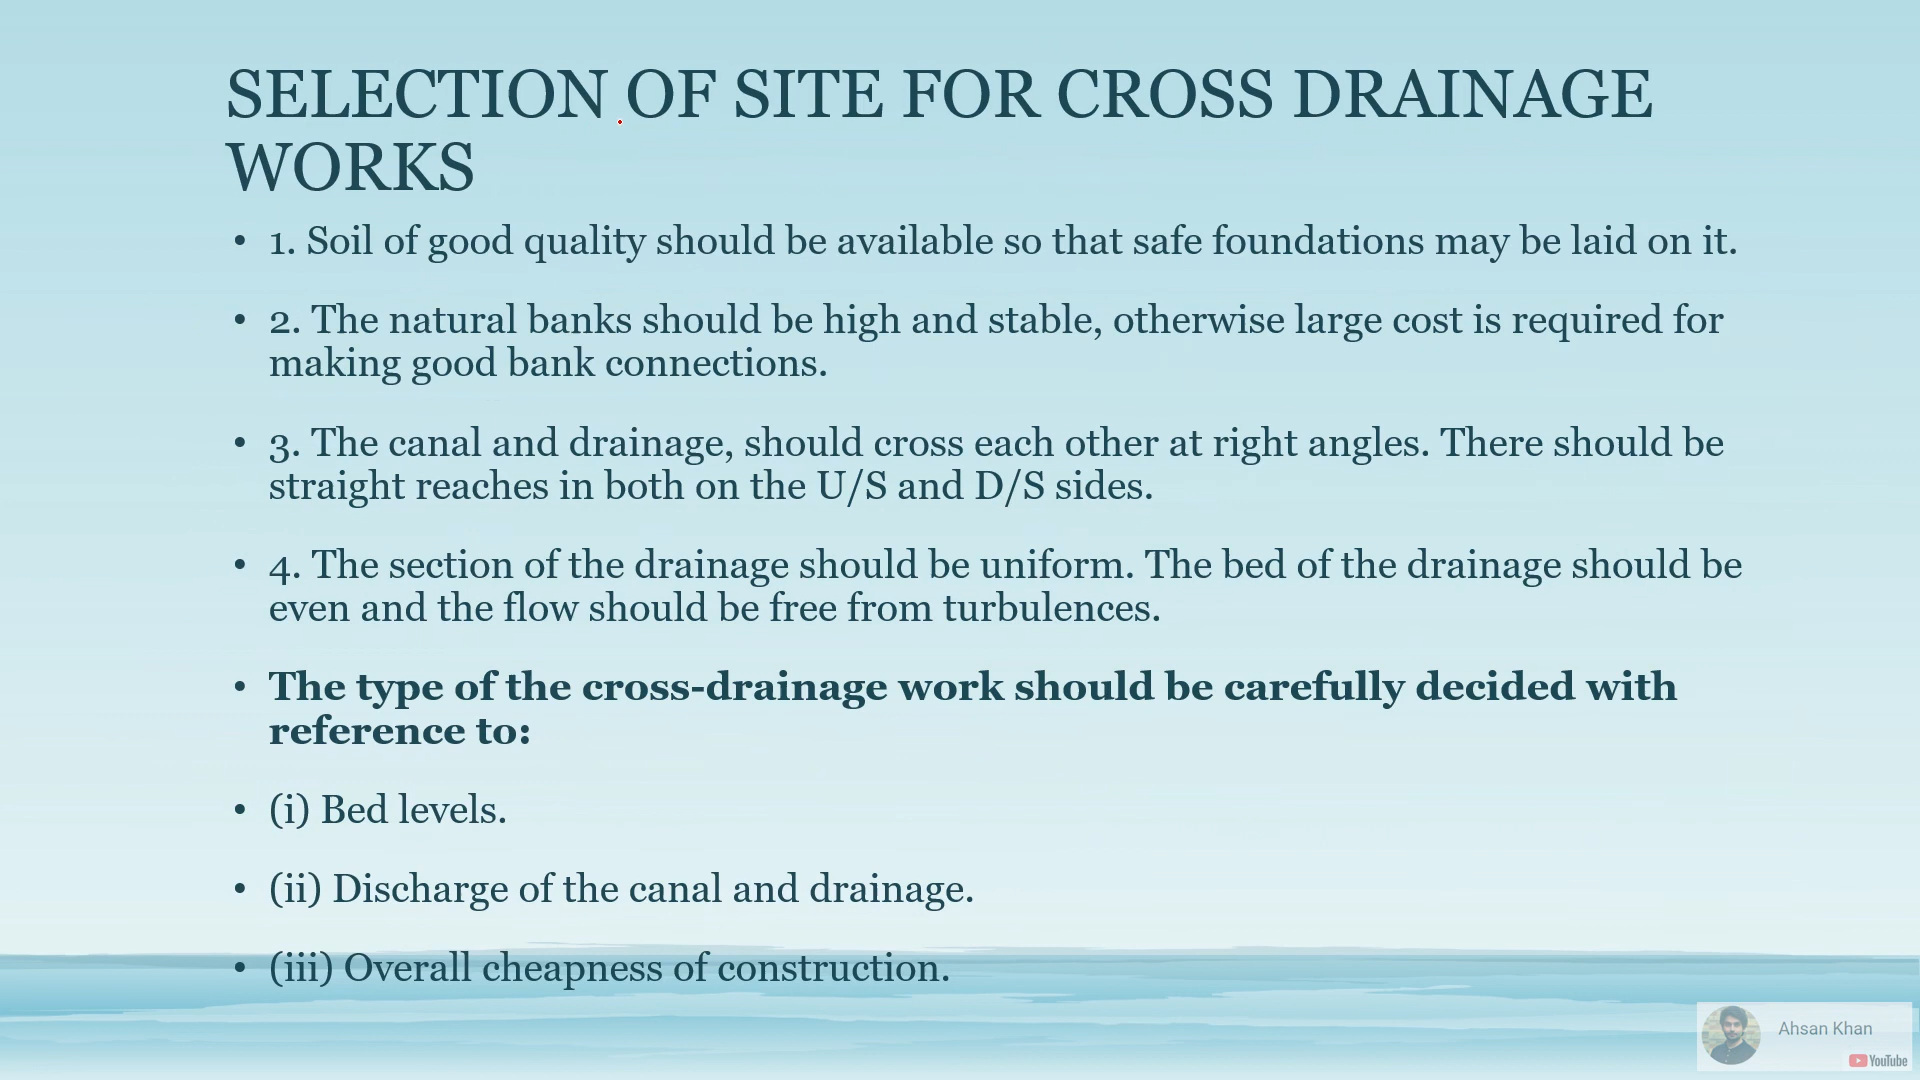 SELECTION OF SITE FOR CROSS DRAINAGE
WORKS
• 1. Soil of good quality should be available so that safe foundations may be laid on it.
• 2. The natural banks should be high and stable, otherwise large cost is required for
making good bank connections.
• 3. The canal and drainage, should cross each other at right angles. There should be
straight reaches in both on the U/S and D/S sides.
• 4. The section of the drainage should be uniform. The bed of the drainage should be
even and the flow should be free from turbulences.
• The type of the cross-drainage work should be carefully decided with
reference to:
• (i) Bed levels.
• (ii) Discharge of the canal and drainage.
• (iii) Overall cheapness of construction.
Ahsan Khan
YouTube